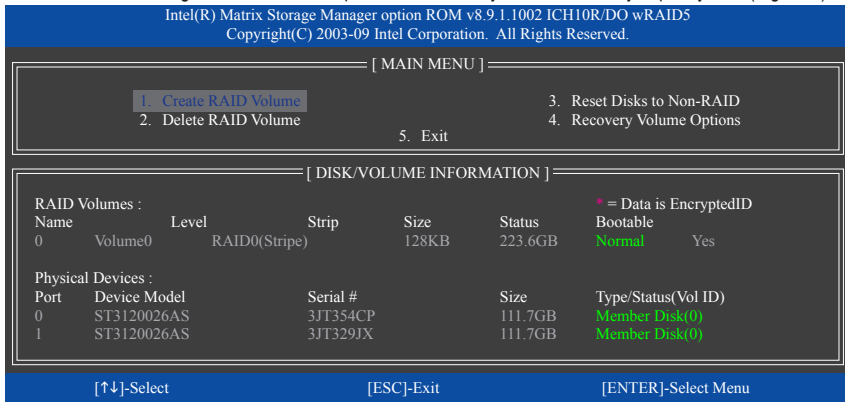 Intel(R) Matrix Storage Manager option ROM v8.9.1.1002 ICH10R/DO wRAID5
Copyright(C) 2003-09 Intel Corporation. All Rights Reserved.
[ MAIN MENU ]
1. Create RAID Volume 3. Reset Disks to Non-RAID
2. Delete RAID Volume 4. Recovery Volume Options
5. Exit
[ DISK/VOLUME INFORMATION ]
RAID Volumes : * = Data is EncryptedID
Name Level Strip Size Status Bootable
0 Volume0 RAID0(Stripe) 128KB 223.6GB Normal Yes
Physical Devices :
Port Device Model Serial # Size Type/Status(Vol ID)
0 ST3120026AS 3JT354CP 111.7GB Member Disk(0)
1 ST3120026AS 3JT329JX 111.7GB Member Disk(0)
[↑↓]-Select [ESC]-Exit [ENTER]-Select Menu